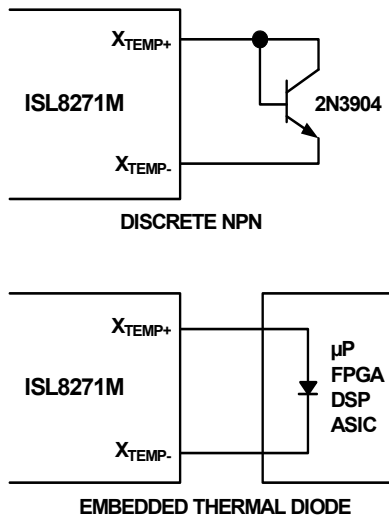 XTEMP+
ISL8271M
2N3904
XTEMP-
DISCRETE NPN
XTEMP+
µP
FPGA
ISL8271M
DSP
ASIC
XTEMP-
EMBEDDED THERMAL DIODE